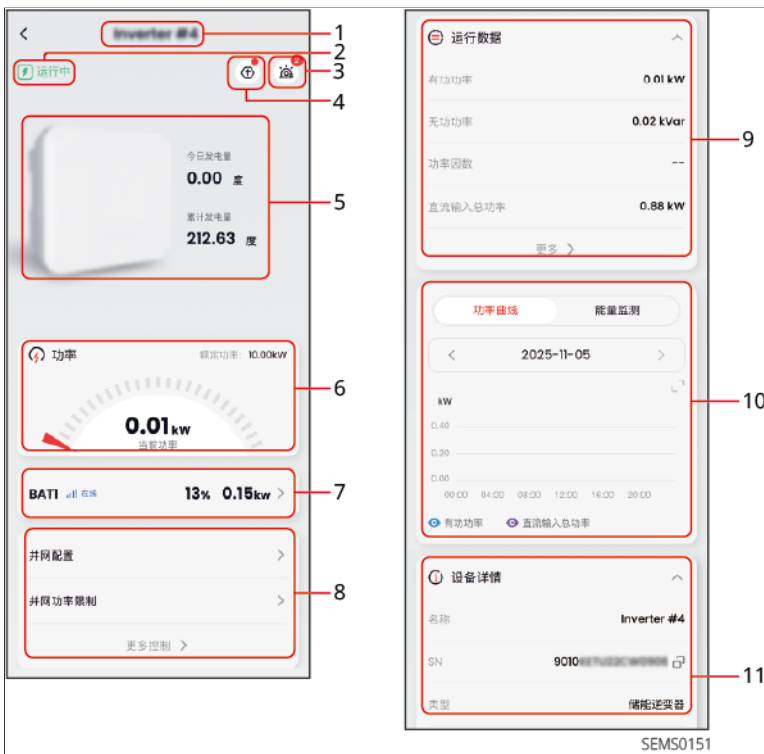 Inverter #4
1
2
运行中
3
4
2
今日发电量
0.00 度
5
累计发电量
212.63 度
功率
额定功率: 10.00kW
6
0.01 kW
当前功率
BAT1 在线 13% 0.15kW
7
并网配置
并网功率限制
8
更多控制
运行数据
有功功率 0.01 kW
无功功率 0.02 kVar
9
功率因数 --
直流输入总功率 0.88 kW
更多
功率曲线 能量监测
2025-11-05
kW
10
0.40
0.20
0.00
00:00 04:00 08:00 12:00 16:00 20:00
有功功率 直流输入总功率
设备详情
名称 Inverter #4
SN 9010
11
类型 储能逆变器
SEMS0151